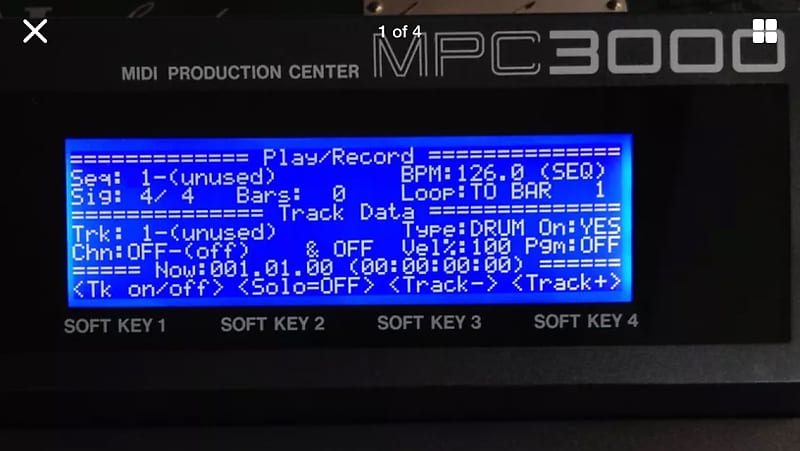 1 of 4
MIDI PRODUCTION CENTER MPC3000
============= Play/Record ==============
Seq: 1-(unused) BPM:126.0 (SEQ)
Sig: 4/ 4 Bars: 0 Loop:TO BAR 1
============== Track Data ==============
Trk: 1-(unused) Type:DRUM On:YES
Chn:OFF-(off) & OFF Vel%:100 Pgm:OFF
===== Now:001.01.00 (00:00:00:00) ======
<Tk on/off> <Solo=OFF> <Track-> <Track+>
SOFT KEY 1 SOFT KEY 2 SOFT KEY 3 SOFT KEY 4